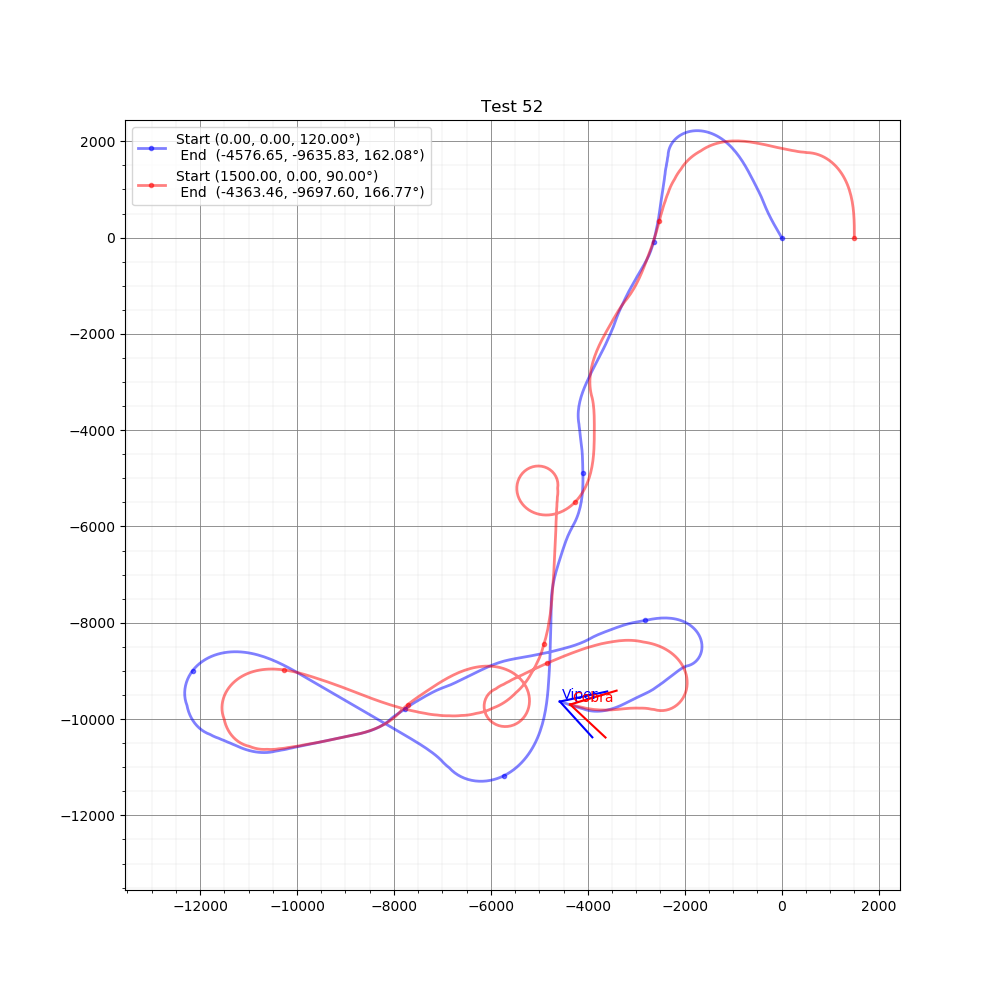 Test 52
Start (0.00, 0.00, 120.00°)
End (-4576.65, -9635.83, 162.08°)
Start (1500.00, 0.00, 90.00°)
End (-4363.46, -9697.60, 166.77°)
2000
0
−2000
−4000
−6000
−8000
−10000
−12000
Viper
−12000 −10000 −8000 −6000 −4000 −2000 0 2000